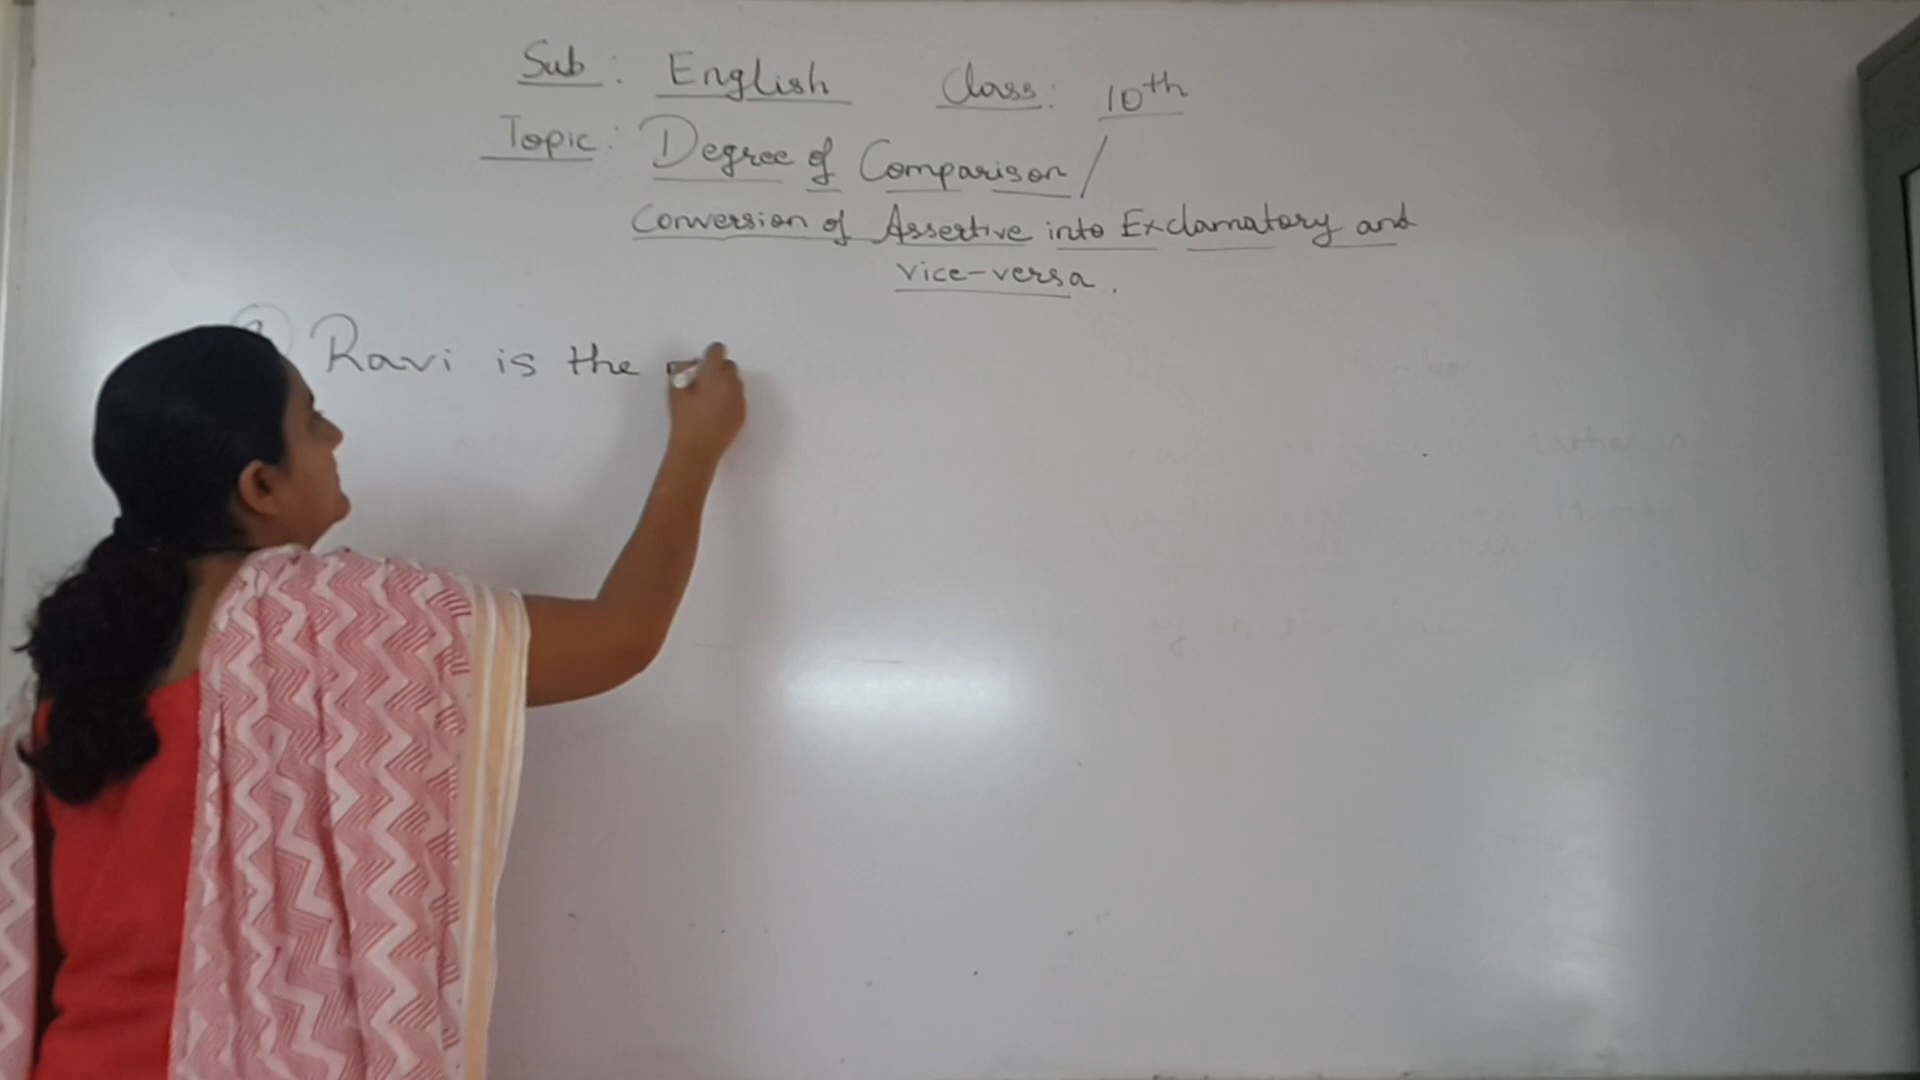 Sub : English Class : 10th
Topic : Degree of Comparison /
Conversion of Assertive into Exclamatory and
vice-versa .
Ravi is the